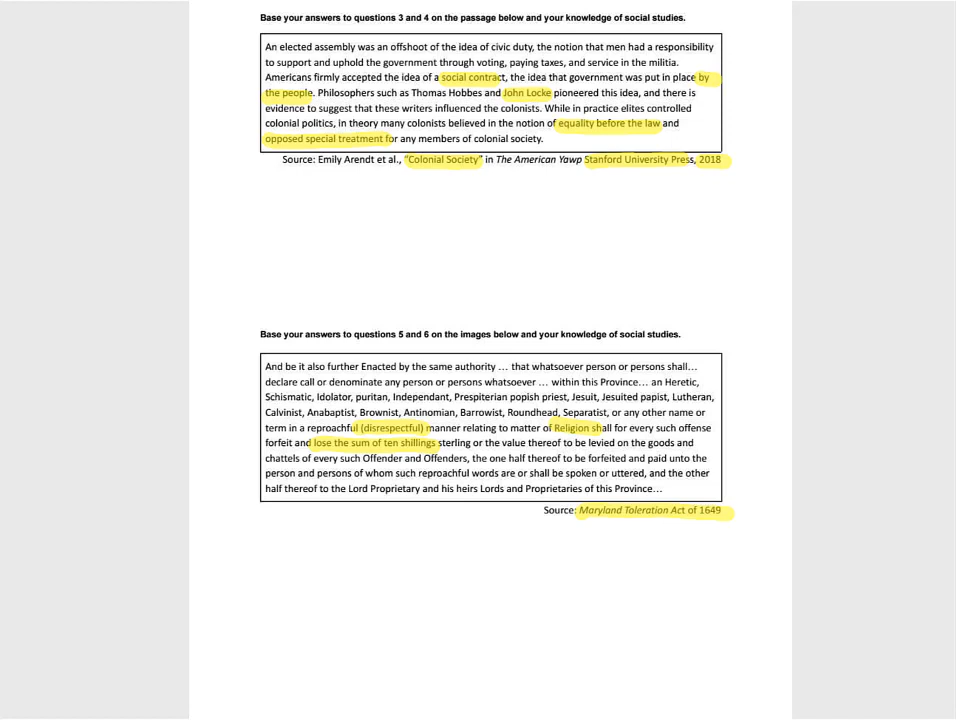 Base your answers to questions 3 and 4 on the passage below and your knowledge of social studies.
An elected assembly was an offshoot of the idea of civic duty, the notion that men had a responsibility
to support and uphold the government through voting, paying taxes, and service in the militia.
Americans firmly accepted the idea of a social contract, the idea that government was put in place by
the people. Philosophers such as Thomas Hobbes and John Locke pioneered this idea, and there is
evidence to suggest that these writers influenced the colonists. While in practice elites controlled
colonial politics, in theory many colonists believed in the notion of equality before the law and
opposed special treatment for any members of colonial society.
Source: Emily Arendt et al., "Colonial Society" in The American Yawp Stanford University Press, 2018
Base your answers to questions 5 and 6 on the images below and your knowledge of social studies.
And be it also further Enacted by the same authority … that whatsoever person or persons shall…
declare call or denominate any person or persons whatsoever … within this Province… an Heretic,
Schismatic, Idolator, puritan, Independant, Prespiterian popish priest, Jesuit, Jesuited papist, Lutheran,
Calvinist, Anabaptist, Brownist, Antinomian, Barrowist, Roundhead, Separatist, or any other name or
term in a reproachful (disrespectful) manner relating to matter of Religion shall for every such offense
forfeit and lose the sum of ten shillings sterling or the value thereof to be levied on the goods and
chattels of every such Offender and Offenders, the one half thereof to be forfeited and paid unto the
person and persons of whom such reproachful words are or shall be spoken or uttered, and the other
half thereof to the Lord Proprietary and his heirs Lords and Proprietaries of this Province…
Source: Maryland Toleration Act of 1649